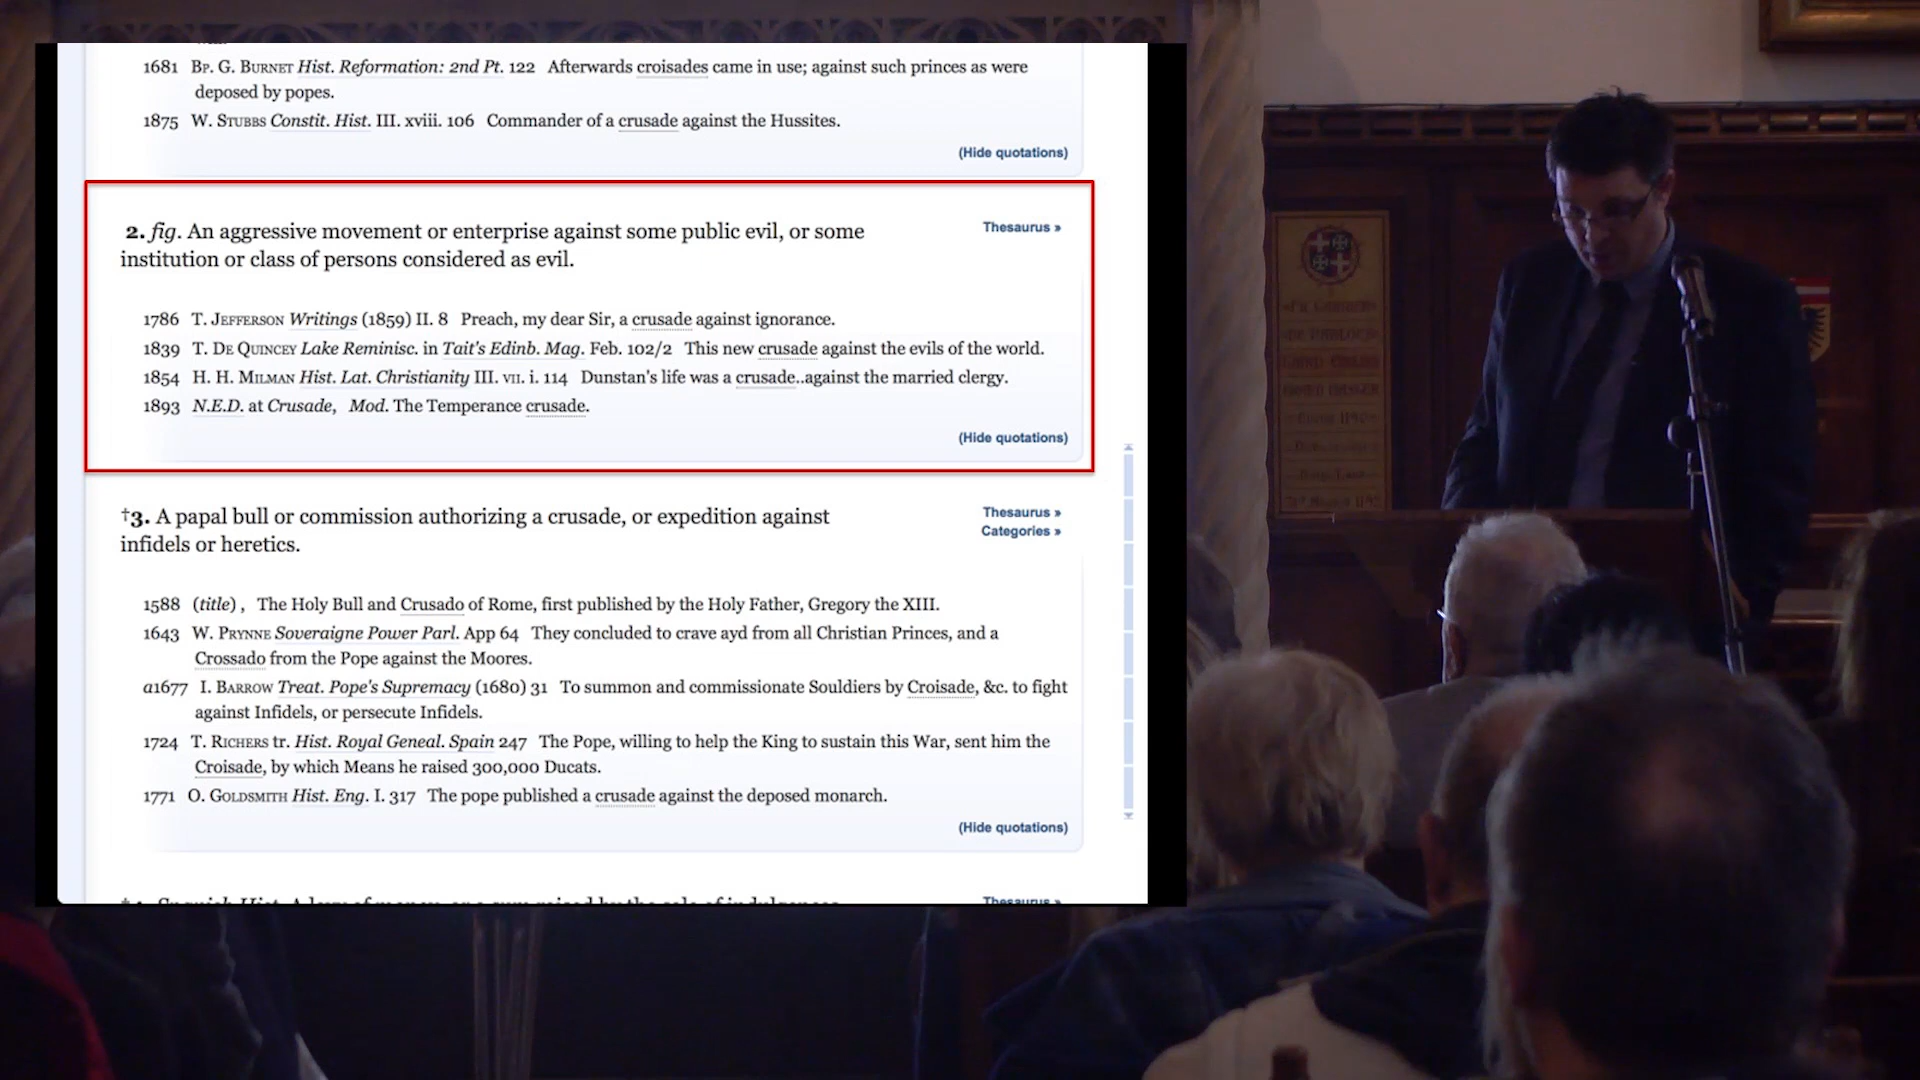 1681 BP. G. BURNET Hist. Reformation: 2nd Pt. 122 Afterwards croisades came in use; against such princes as were
deposed by popes.
1875 W. STUBBS Constit. Hist. III. xviii. 106 Commander of a crusade against the Hussites.
(Hide quotations)
2. fig. An aggressive movement or enterprise against some public evil, or some
institution or class of persons considered as evil.
Thesaurus »
1786 T. JEFFERSON Writings (1859) II. 8 Preach, my dear Sir, a crusade against ignorance.
1839 T. DE QUINCEY Lake Reminisc. in Tait's Edinb. Mag. Feb. 102/2 This new crusade against the evils of the world.
1854 H. H. MILMAN Hist. Lat. Christianity III. VII. i. 114 Dunstan's life was a crusade..against the married clergy.
1893 N.E.D. at Crusade, Mod. The Temperance crusade.
(Hide quotations)
†3. A papal bull or commission authorizing a crusade, or expedition against
infidels or heretics.
Thesaurus »
Categories »
1588 (title), The Holy Bull and Crusado of Rome, first published by the Holy Father, Gregory the XIII.
1643 W. PRYNNE Soveraigne Power Parl. App 64 They concluded to crave ayd from all Christian Princes, and a
Crossado from the Pope against the Moores.
a1677 I. BARROW Treat. Pope's Supremacy (1680) 31 To summon and commissionate Souldiers by Croisade, &c. to fight
against Infidels, or persecute Infidels.
1724 T. RICHERS tr. Hist. Royal Geneal. Spain 247 The Pope, willing to help the King to sustain this War, sent him the
Croisade, by which Means he raised 300,000 Ducats.
1771 O. GOLDSMITH Hist. Eng. I. 317 The pope published a crusade against the deposed monarch.
(Hide quotations)
Thesaurus »